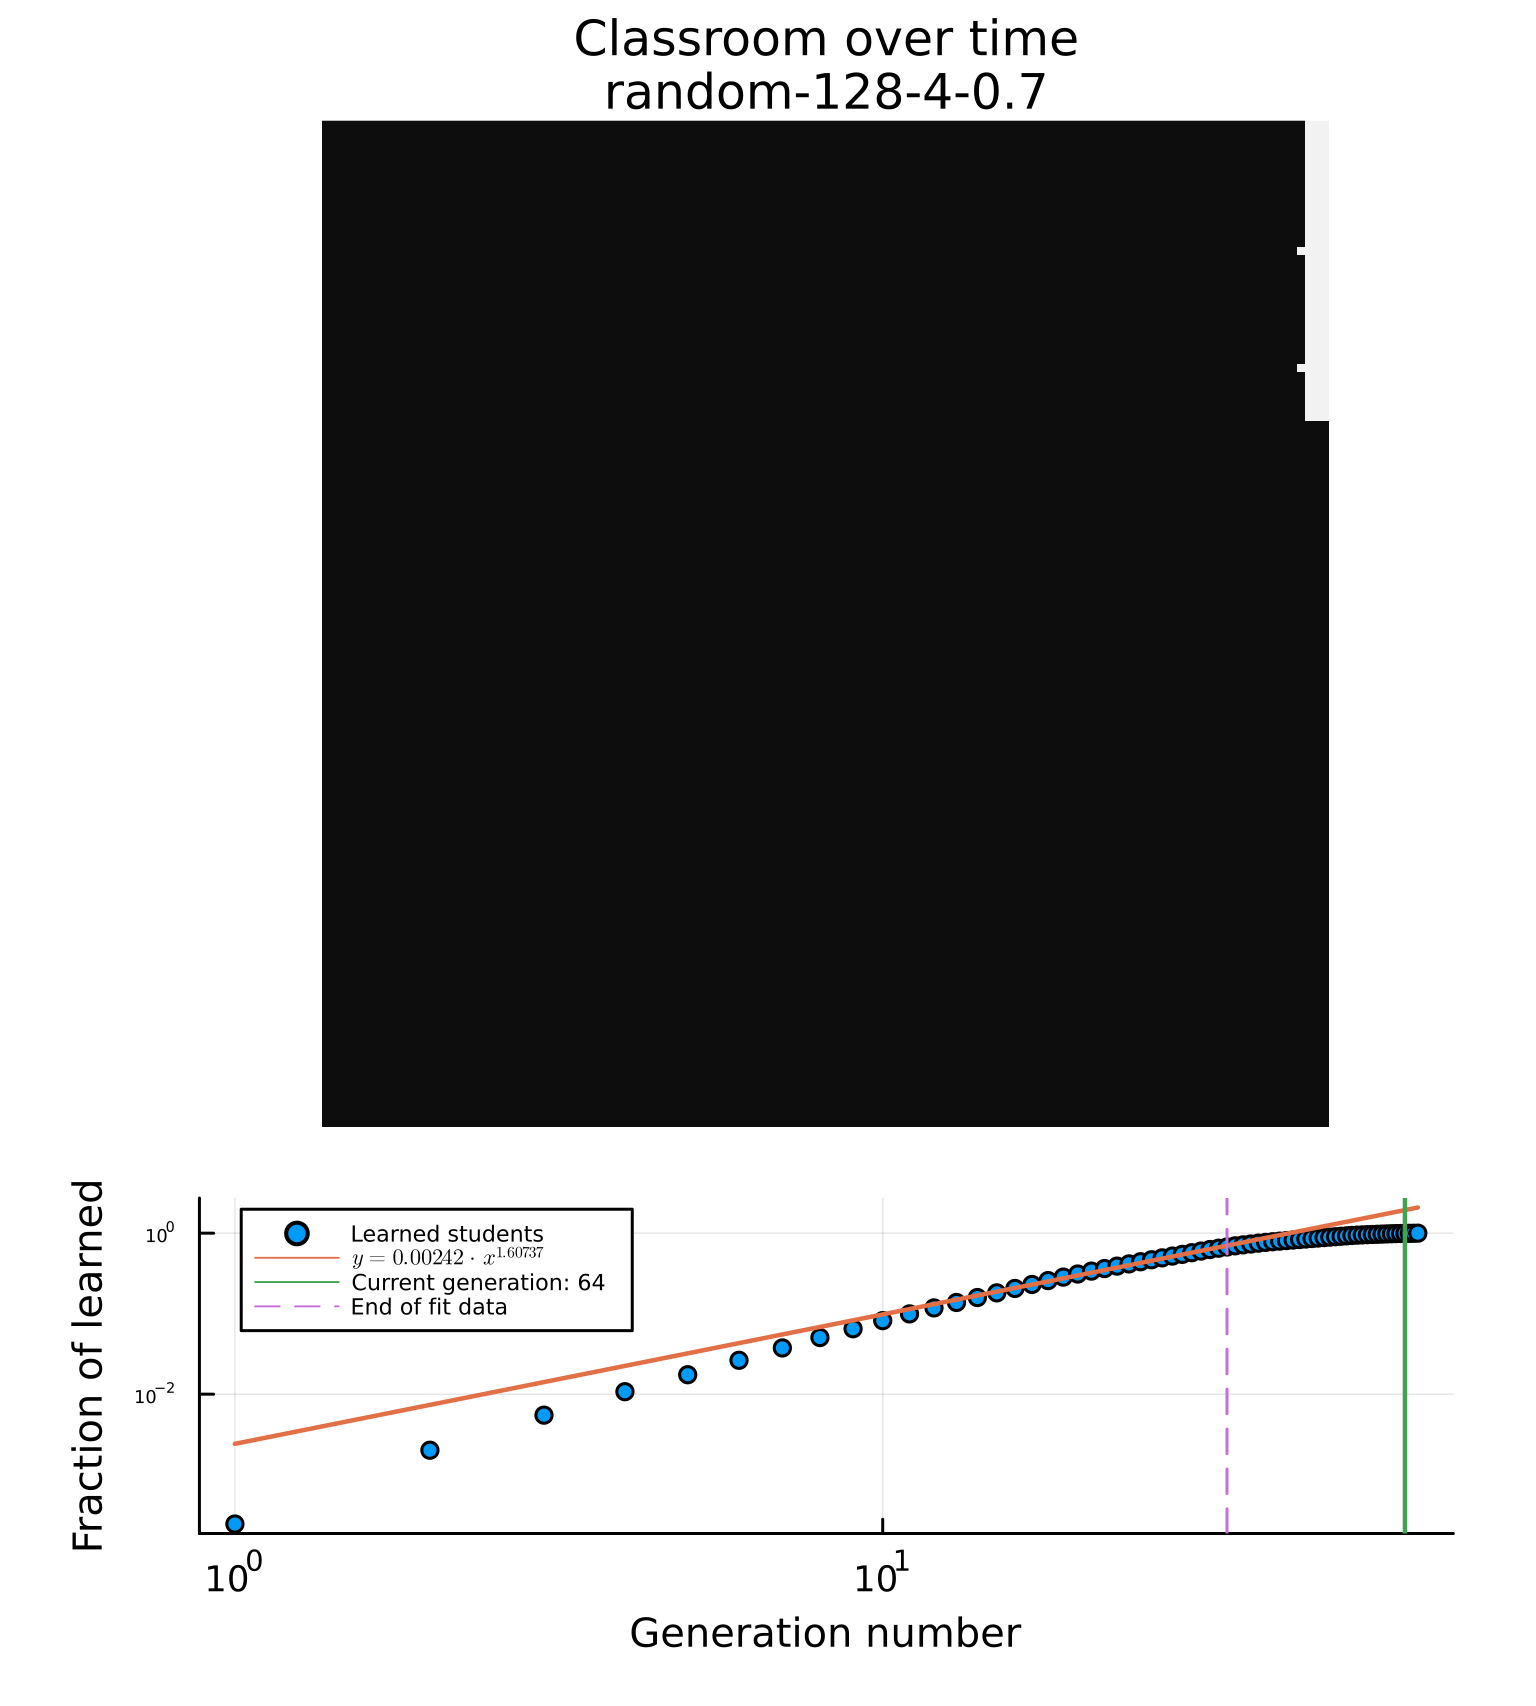 Classroom over time
random-128-4-0.7
Fraction of learned
10^0
10^-2
Learned students
y = 0.00242 · x^1.60737
Current generation: 64
End of fit data
10^0
10^1
Generation number